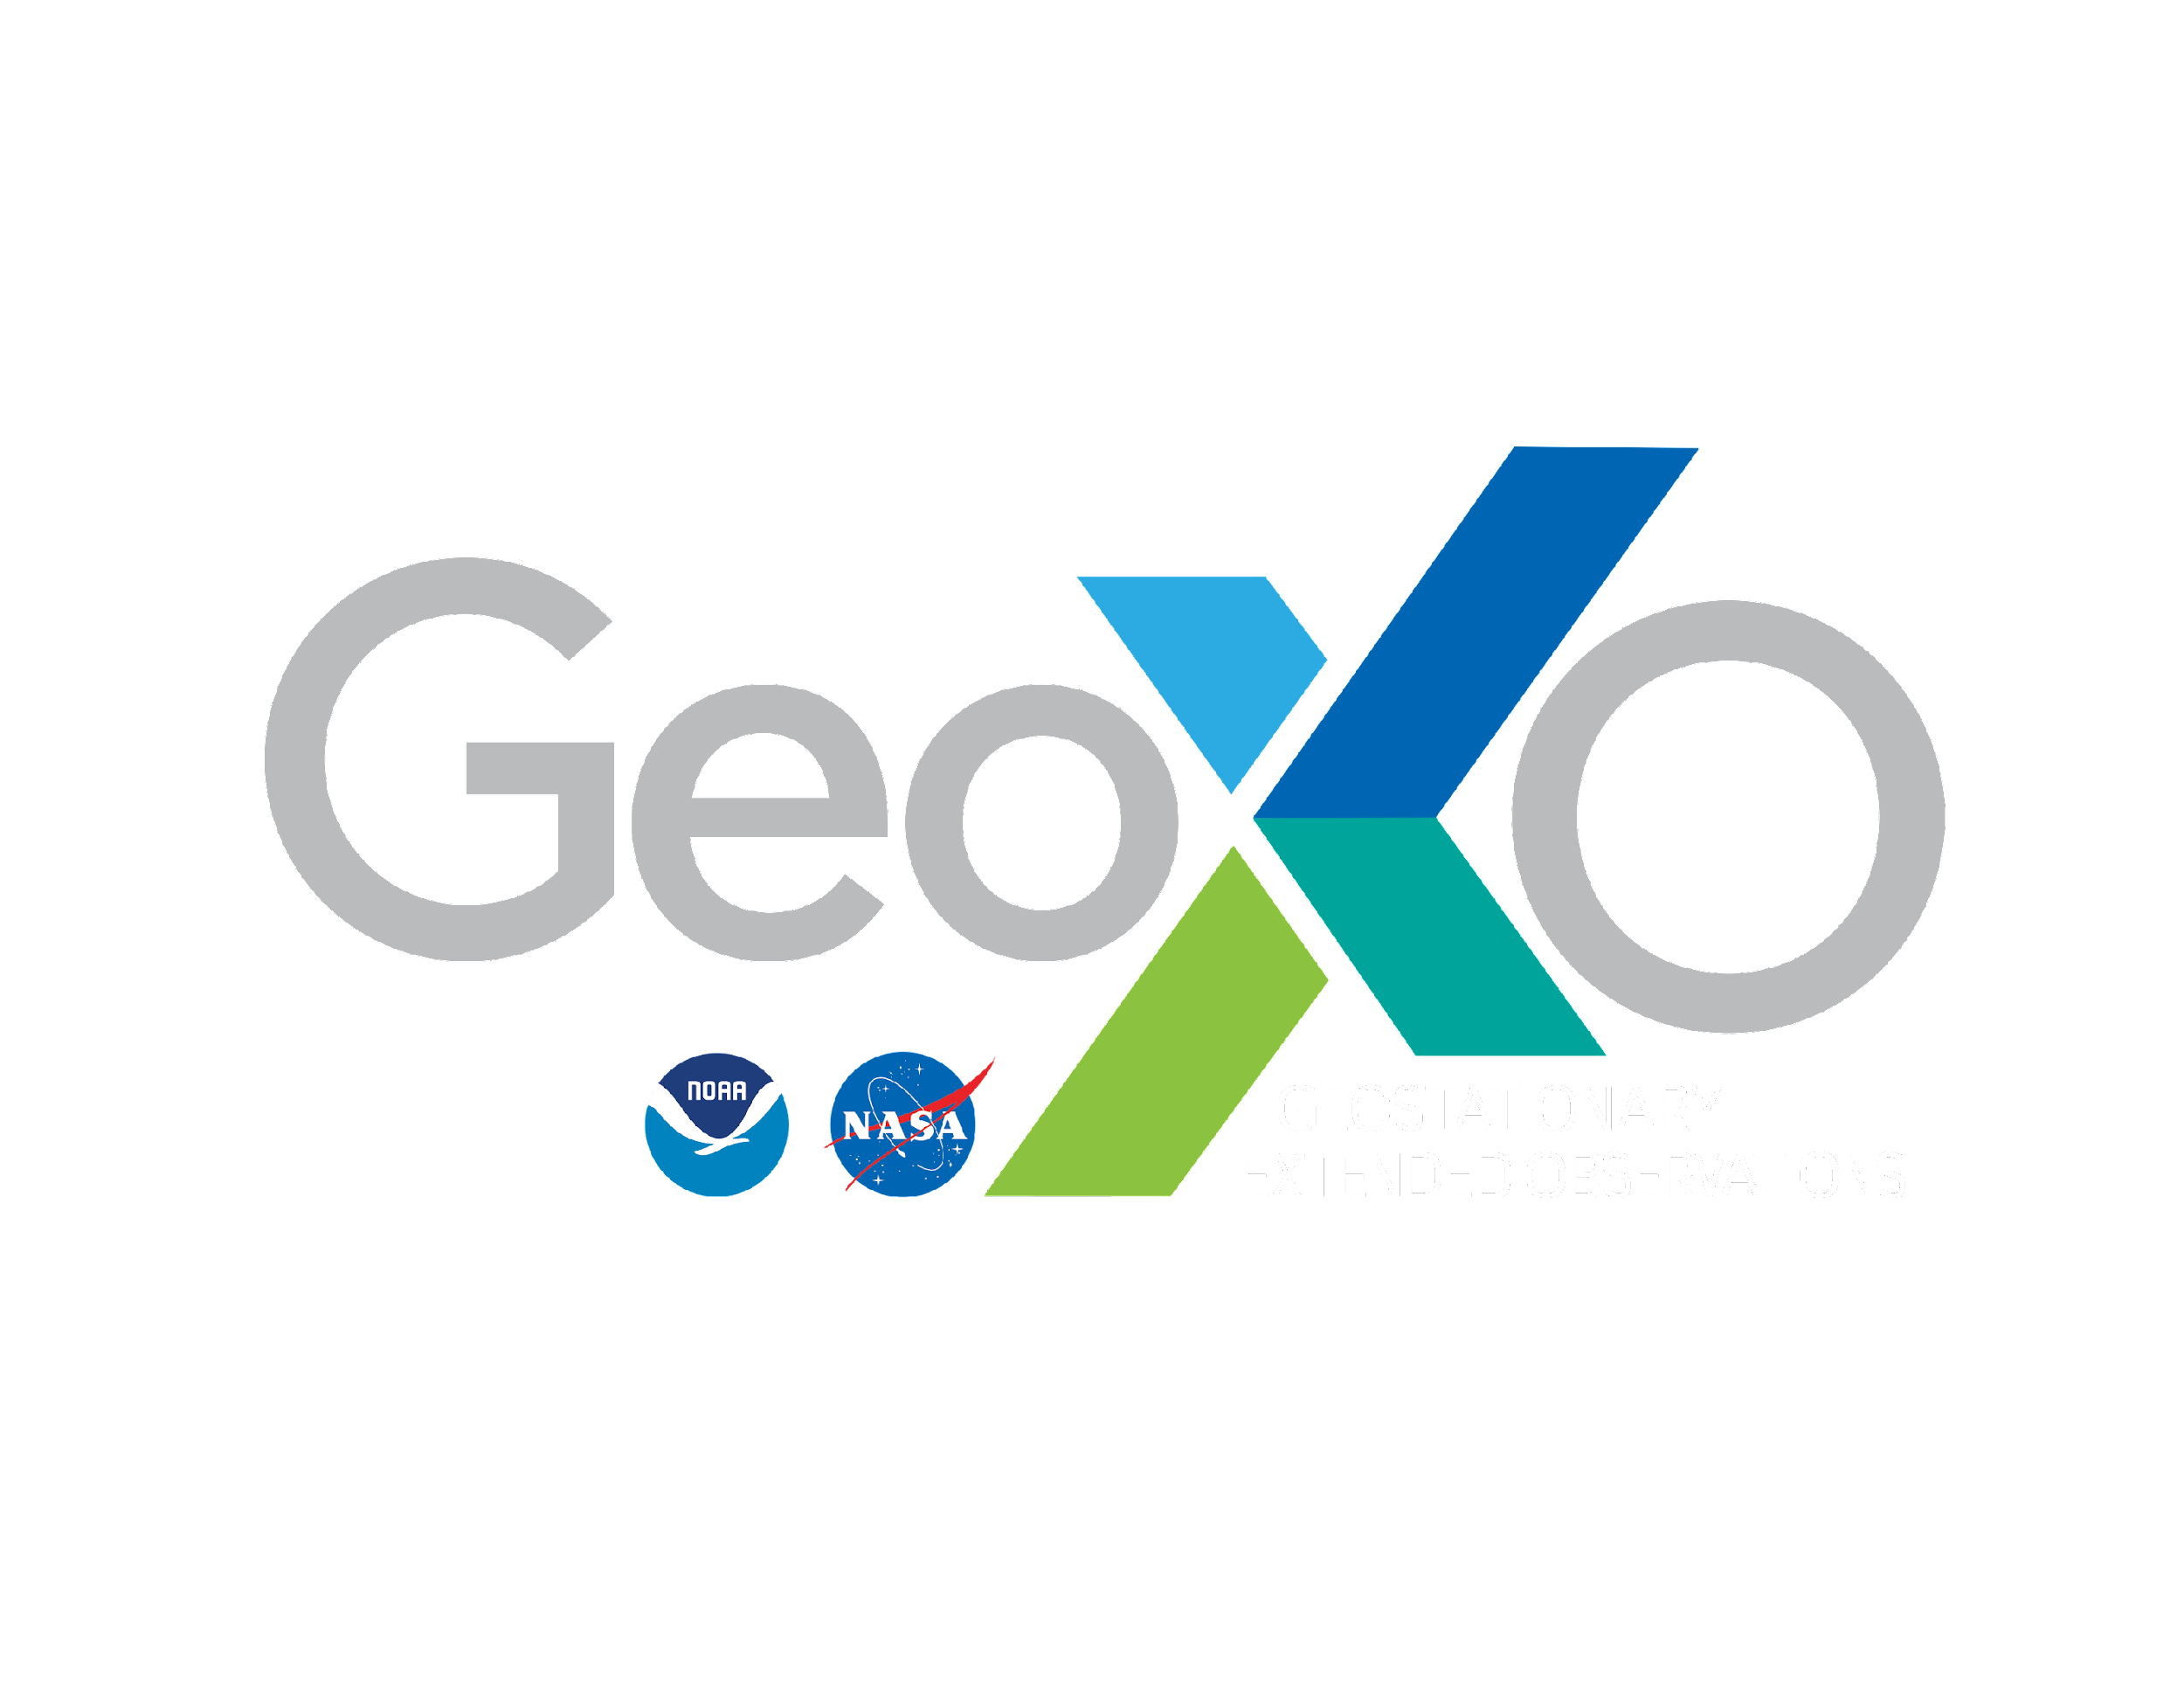 GeoXO
NOAA
NASA
GEOSTATIONARY
EXTENDED OBSERVATIONS